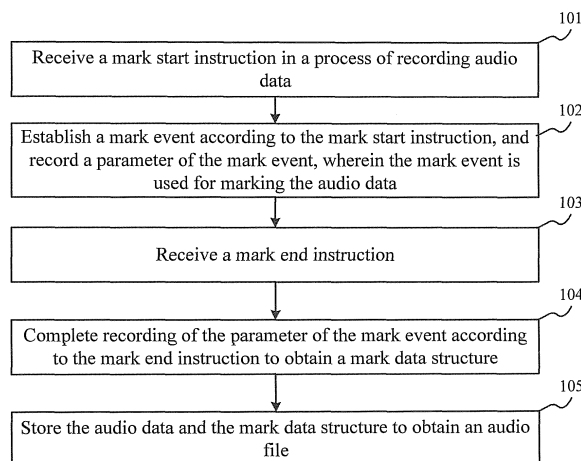 101
Receive a mark start instruction in a process of recording audio
data
102
Establish a mark event according to the mark start instruction, and
record a parameter of the mark event, wherein the mark event is
used for marking the audio data
103
Receive a mark end instruction
104
Complete recording of the parameter of the mark event according
to the mark end instruction to obtain a mark data structure
105
Store the audio data and the mark data structure to obtain an audio
file